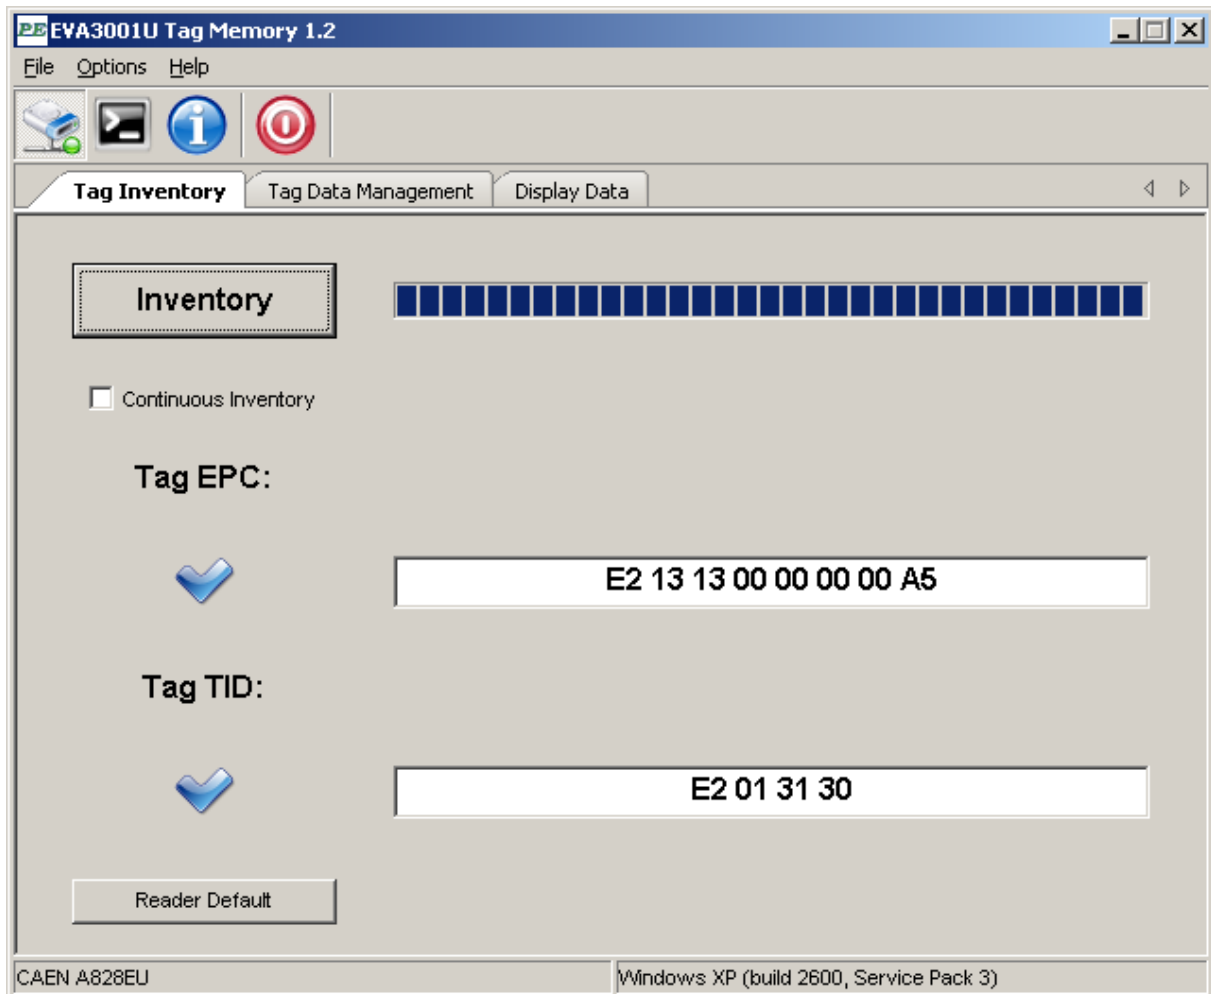 PE EVA3001U Tag Memory 1.2
File Options Help
Tag Inventory Tag Data Management Display Data
Inventory
Continuous Inventory
Tag EPC:
E2 13 13 00 00 00 00 A5
Tag TID:
E2 01 31 30
Reader Default
CAEN A828EU Windows XP (build 2600, Service Pack 3)